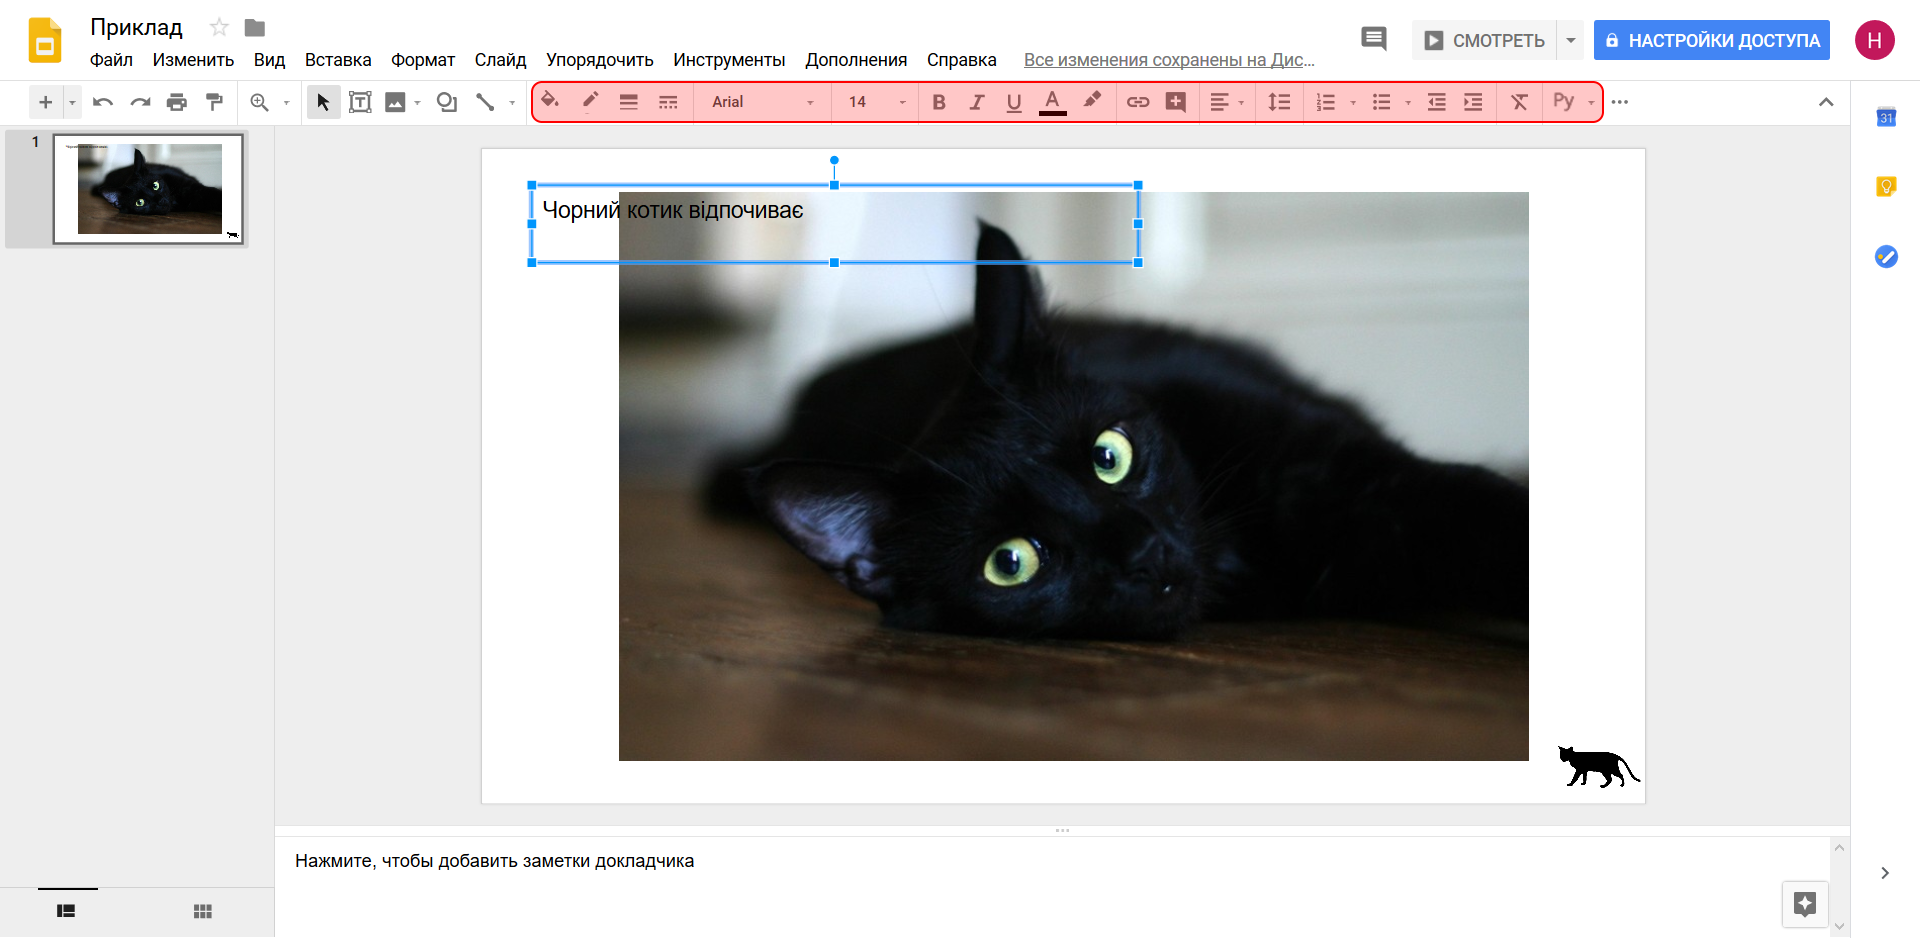 Приклад
Файл Изменить Вид Вставка Формат Слайд Упорядочить Инструменты Дополнения Справка Все изменения сохранены на Дис...
СМОТРЕТЬ
НАСТРОЙКИ ДОСТУПА
Н
Arial 14 B I U A Ру
31
1
Чорний котик відпочиває
Нажмите, чтобы добавить заметки докладчика